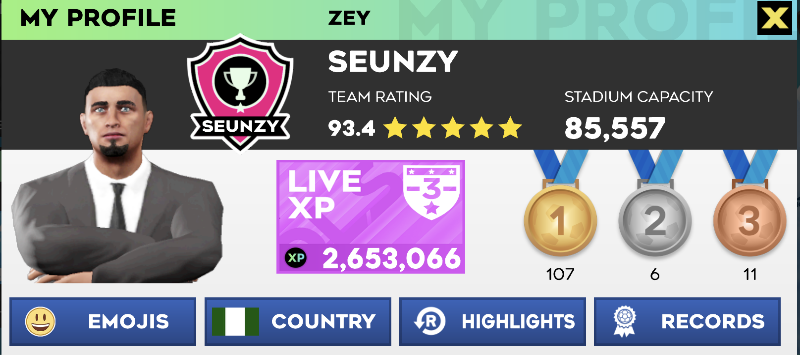 MY PROFILE
ZEY
MY PROFI
SEUNZY
SEUNZY
TEAM RATING
STADIUM CAPACITY
93.4
85,557
LIVE
XP
3
XP 2,653,066
1
2
3
107
6
11
EMOJIS
COUNTRY
R HIGHLIGHTS
RECORDS
X